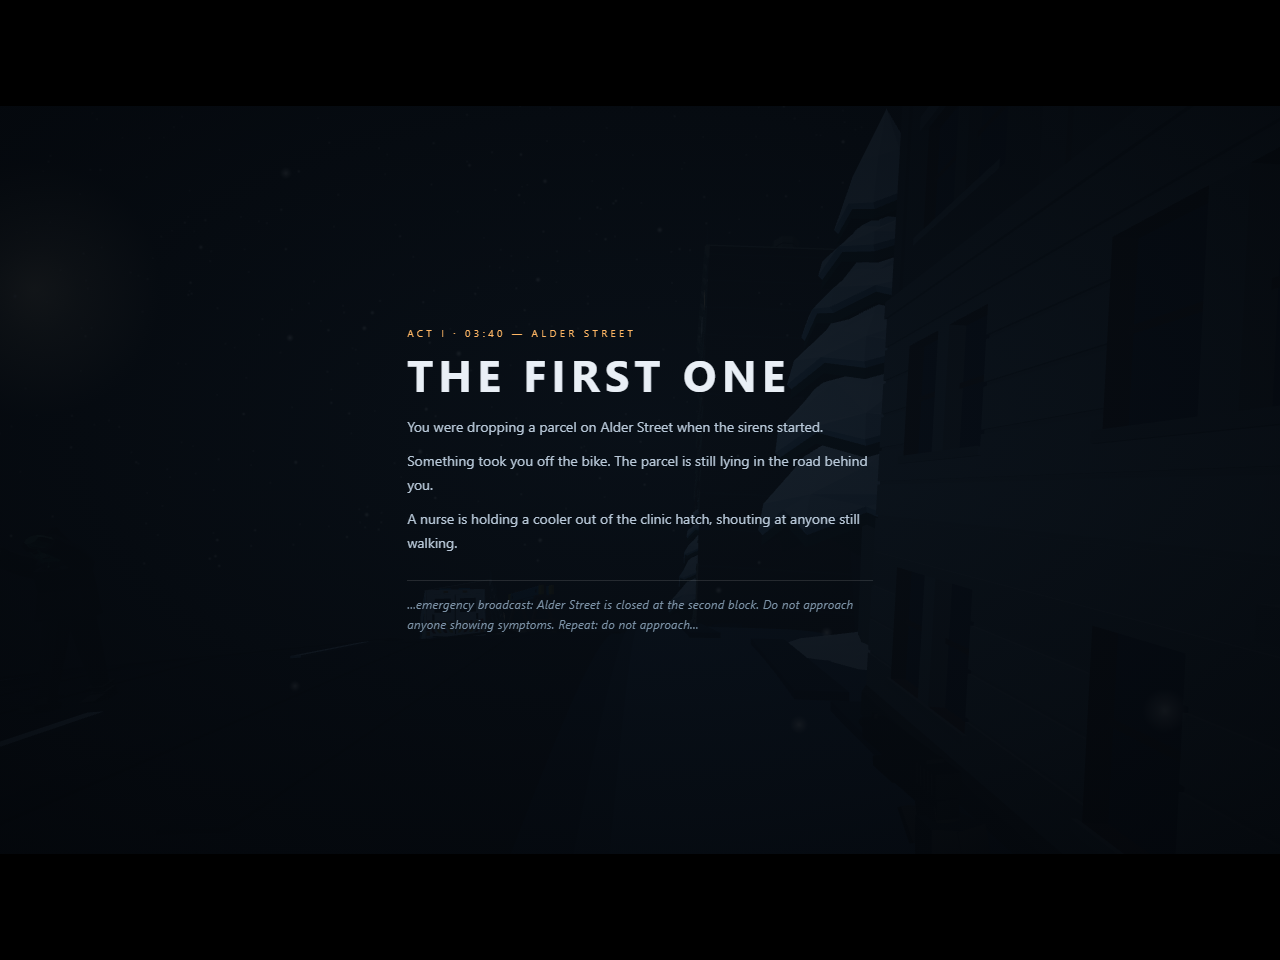 ACT I · 03:40 — ALDER STREET
THE FIRST ONE
You were dropping a parcel on Alder Street when the sirens started.
Something took you off the bike. The parcel is still lying in the road behind
you.
A nurse is holding a cooler out of the clinic hatch, shouting at anyone still
walking.
...emergency broadcast: Alder Street is closed at the second block. Do not approach
anyone showing symptoms. Repeat: do not approach...